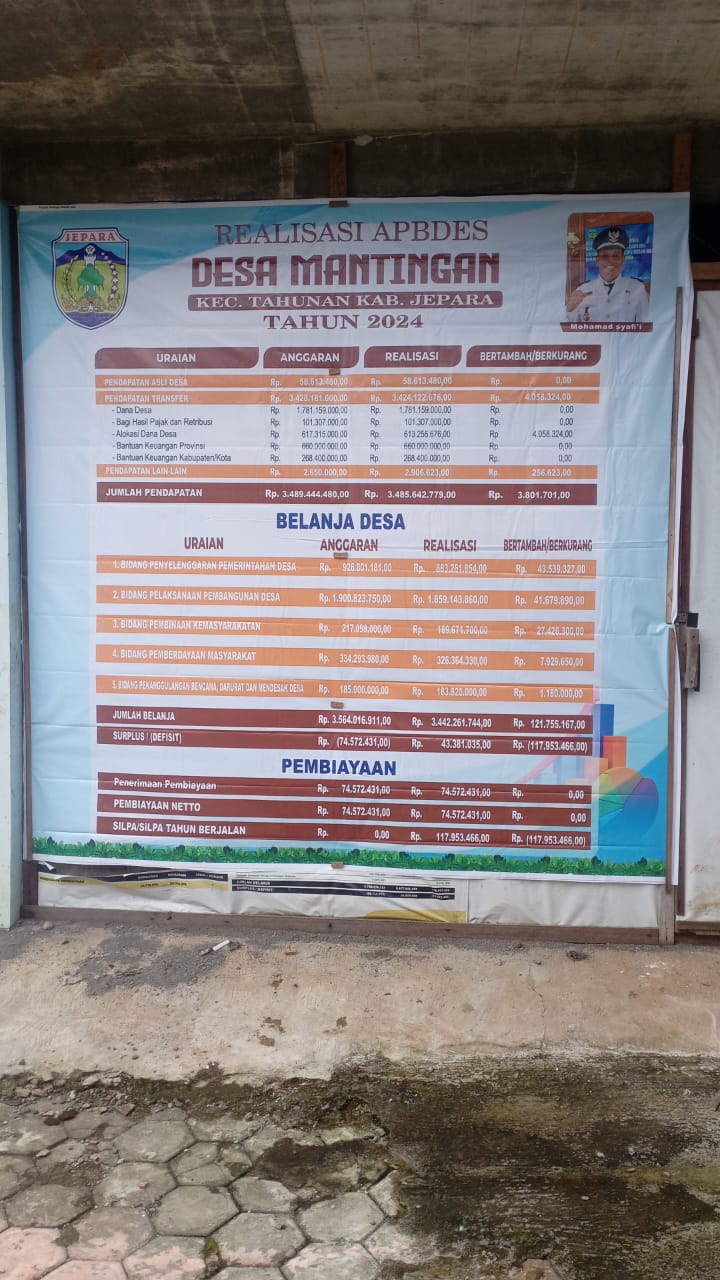 JEPARA
REALISASI APBDES
DESA MANTINGAN
KEC. TAHUNAN KAB. JEPARA
TAHUN 2024
Mohamad syafi'i
URAIAN ANGGARAN REALISASI BERTAMBAH/BERKURANG
PENDAPATAN ASLI DESA Rp. 58.613.480,00 Rp. 58.613.480,00 Rp. 0,00
PENDAPATAN TRANSFER Rp. 3.428.181.000,00 Rp. 3.424.122.676,00 Rp. 4.058.324,00
- Dana Desa Rp. 1.781.159.000,00 Rp. 1.781.159.000,00 Rp. 0,00
- Bagi Hasil Pajak dan Retribusi Rp. 101.307.000,00 Rp. 101.307.000,00 Rp. 0,00
- Alokasi Dana Desa Rp. 617.315.000,00 Rp. 613.256.676,00 Rp. 4.058.324,00
- Bantuan Keuangan Provinsi Rp. 660.000.000,00 Rp. 660.000.000,00 Rp. 0,00
- Bantuan Keuangan Kabupaten/Kota Rp. 268.400.000,00 Rp. 268.400.000,00 Rp. 0,00
PENDAPATAN LAIN-LAIN Rp. 2.650.000,00 Rp. 2.906.623,00 Rp. 256.623,00
JUMLAH PENDAPATAN Rp. 3.489.444.480,00 Rp. 3.485.642.779,00 Rp. 3.801.701,00
BELANJA DESA
URAIAN ANGGARAN REALISASI BERTAMBAH/BERKURANG
1. BIDANG PENYELENGGARAN PEMERINTAHAN DESA Rp. 926.801.181,00 Rp. 883.261.854,00 Rp. 43.539.327,00
2. BIDANG PELAKSANAAN PEMBANGUNAN DESA Rp. 1.900.823.750,00 Rp. 1.859.143.860,00 Rp. 41.679.890,00
3. BIDANG PEMBINAAN KEMASYARAKATAN Rp. 217.098.000,00 Rp. 189.671.700,00 Rp. 27.426.300,00
4. BIDANG PEMBERDAYAAN MASYARAKAT Rp. 334.293.980,00 Rp. 326.364.330,00 Rp. 7.929.650,00
5. BIDANG PENANGGULANGAN BENCANA, DARURAT DAN MENDESAK DESA Rp. 185.000.000,00 Rp. 183.820.000,00 Rp. 1.180.000,00
JUMLAH BELANJA Rp. 3.564.016.911,00 Rp. 3.442.261.744,00 Rp. 121.755.167,00
SURPLUS / (DEFISIT) Rp. (74.572.431,00) Rp. 43.381.035,00 Rp. (117.953.466,00)
PEMBIAYAAN
Penerimaan Pembiayaan Rp. 74.572.431,00 Rp. 74.572.431,00 Rp. 0,00
PEMBIAYAAN NETTO Rp. 74.572.431,00 Rp. 74.572.431,00 Rp. 0,00
SILPA/SiLPA TAHUN BERJALAN Rp. 0,00 Rp. 117.953.466,00 Rp. (117.953.466,00)
JUMLAH BELANJA